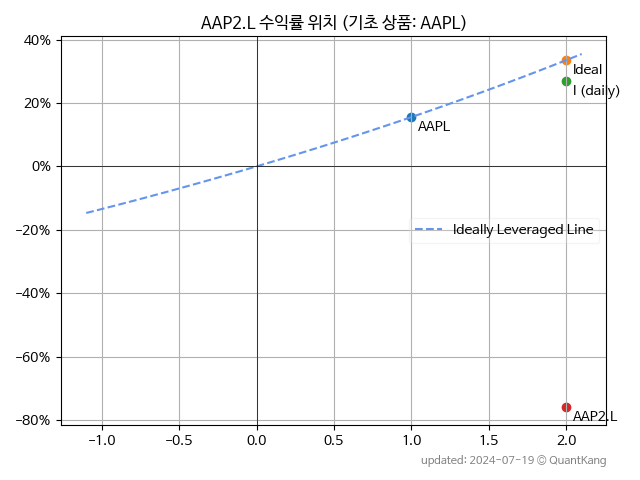 AAP2.L 수익률 위치 (기초 상품: AAPL)
40%
20%
0%
−20%
−40%
−60%
−80%
Ideal
I (daily)
AAPL
Ideally Leveraged Line
AAP2.L
−1.0 −0.5 0.0 0.5 1.0 1.5 2.0
updated: 2024-07-19 © QuantKang